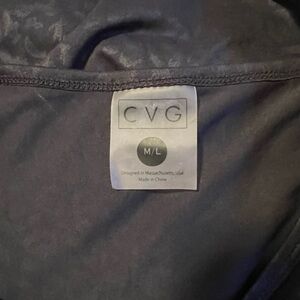 CVG
M/L
Designed in Massachusetts, USA
Made in China